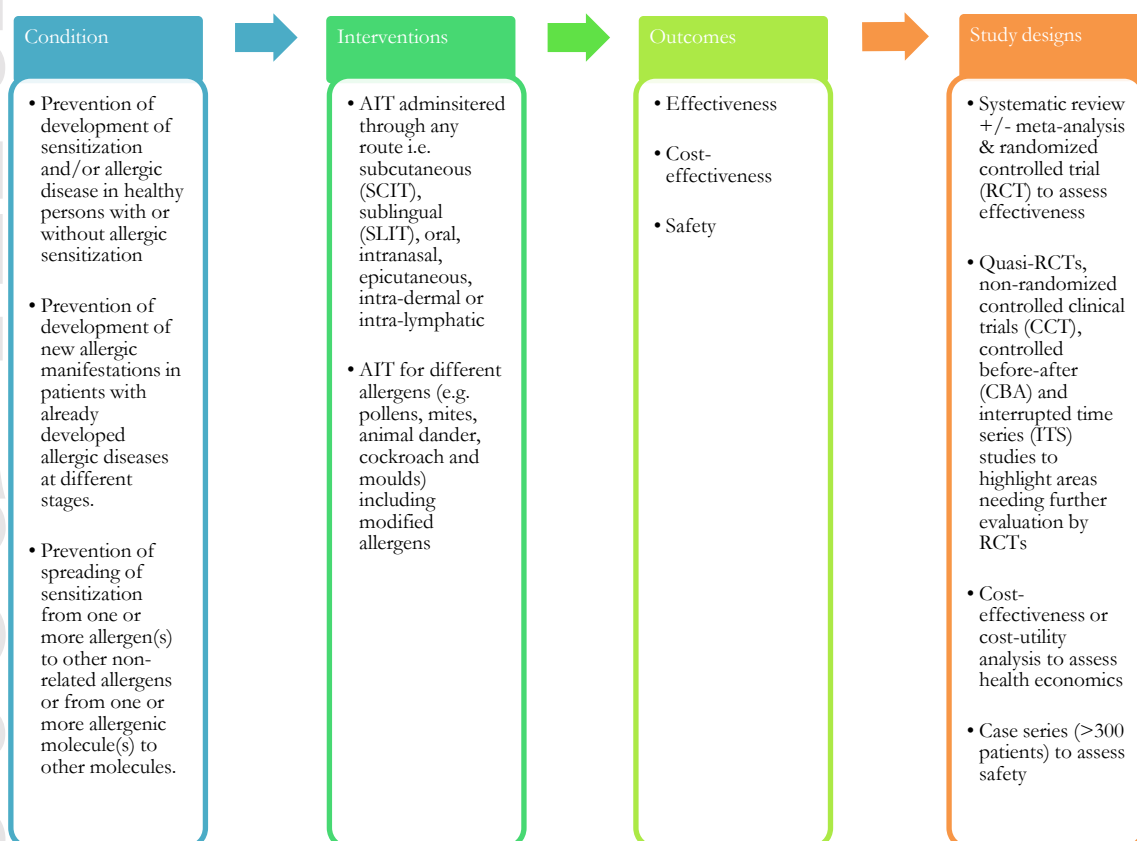 Condition
• Prevention of
development of
sensitization
and/or allergic
disease in healthy
persons with or
without allergic
sensitization
• Prevention of
development of
new allergic
manifestations in
patients with
already
developed
allergic diseases
at different
stages.
• Prevention of
spreading of
sensitization
from one or
more allergen(s)
to other non-
related allergens
or from one or
more allergenic
molecule(s) to
other molecules.
Interventions
• AIT adminsitered
through any
route i.e.
subcutaneous
(SCIT),
sublingual
(SLIT), oral,
intranasal,
epicutaneous,
intra-dermal or
intra-lymphatic
• AIT for different
allergens (e.g.
pollens, mites,
animal dander,
cockroach and
moulds)
including
modified
allergens
Outcomes
• Effectiveness
• Cost-
effectiveness
• Safety
Study designs
• Systematic review
+/- meta-analysis
& randomized
controlled trial
(RCT) to assess
effectiveness
• Quasi-RCTs,
non-randomized
controlled clinical
trials (CCT),
controlled
before-after
(CBA) and
interrupted time
series (ITS)
studies to
highlight areas
needing further
evaluation by
RCTs
• Cost-
effectiveness or
cost-utility
analysis to assess
health economics
• Case series (>300
patients) to assess
safety